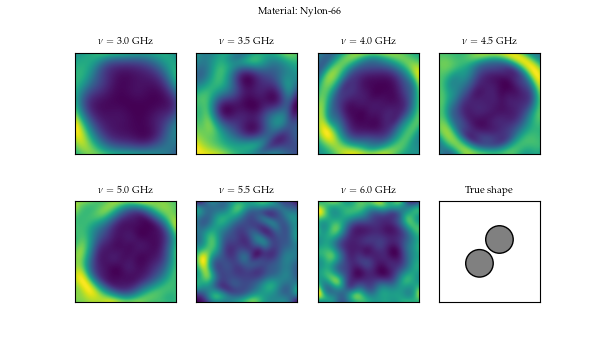 Material: Nylon-66
ν = 3.0 GHz
ν = 3.5 GHz
ν = 4.0 GHz
ν = 4.5 GHz
ν = 5.0 GHz
ν = 5.5 GHz
ν = 6.0 GHz
True shape